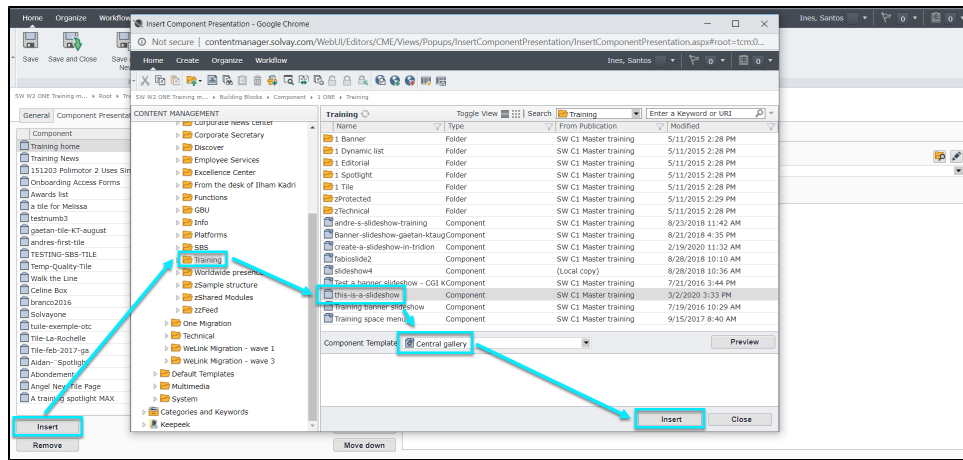 Home Organize Workflow
Ines, Santos 0 0
Save Save and Close Save
New
SW W2 ONE Training m... Root Tr
General Component Presentat
Component
Training home
Training News
151203 Polimotor 2 Uses Sin
Onboarding Access Forms
Awards list
a tile for Melissa
testnumb3
gaetan-tile-KT-august
andres-first-tile
TESTING-SBS-TILE
Temp-Quality-Tile
Walk the Line
Celine Box
branco2016
Solvayone
tuile-exemple-otc
Tile-La-Rochelle
Tile-feb-2017-ga
Aidan- Spotligh
Abondement
Angel New Tile Page
A training spotlight MAX
Insert
Remove
Move down
Insert Component Presentation - Google Chrome
Not secure | contentmanager.solvay.com/WebUI/Editors/CME/Views/Popups/InsertComponentPresentation/InsertComponentPresentation.aspx#root=tcm:0...
Home Create Organize Workflow Ines, Santos 0 0
SW W2 ONE Training m... Building Blocks Component 1 ONE Training
CONTENT MANAGEMENT
Corporate News center
Corporate Secretary
Discover
Employee Services
Excellence Center
From the desk of Ilham Kadri
Functions
GBU
Info
Platforms
SBS
Training
Worldwide presence
zSample structure
zShared Modules
zzFeed
One Migration
Technical
WeLink Migration - wave 1
WeLink Migration - wave 3
Default Templates
Multimedia
System
Categories and Keywords
Keepeek
Training Toggle View Search Training Enter a Keyword or URI
Name Type From Publication Modified
1 Banner Folder SW C1 Master training 5/11/2015 2:28 PM
1 Dynamic list Folder SW C1 Master training 5/11/2015 2:28 PM
1 Editorial Folder SW C1 Master training 5/11/2015 2:28 PM
1 Spotlight Folder SW C1 Master training 5/11/2015 2:28 PM
1 Tile Folder SW C1 Master training 5/11/2015 2:28 PM
zProtected Folder SW C1 Master training 5/11/2015 2:29 PM
zTechnical Folder SW C1 Master training 5/11/2015 2:28 PM
andre-s-slideshow-training Component SW C1 Master training 8/23/2018 11:42 AM
Banner-slideshow-gaetan-ktaug Component SW C1 Master training 8/21/2018 4:35 PM
create-a-slideshow-in-tridion Component SW C1 Master training 2/19/2020 11:32 AM
fabioslide2 Component SW C1 Master training 8/28/2018 10:10 AM
slideshow4 Component (Local copy) 8/28/2018 10:36 AM
Test a banner slideshow - CGI K Component SW C1 Master training 7/21/2016 3:44 PM
this-is-a-slideshow Component SW C1 Master training 3/2/2020 3:33 PM
Training banner slideshow Component SW C1 Master training 7/19/2016 10:29 AM
Training space menu Component SW C1 Master training 9/15/2017 8:40 AM
Component Template Central gallery Preview
Insert Close